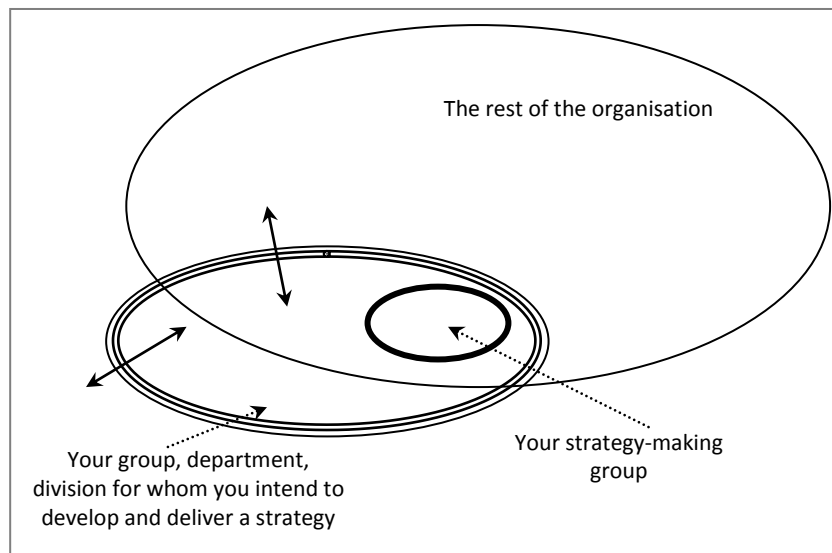 The rest of the organisation
Your strategy-making
group
Your group, department,
division for whom you intend to
develop and deliver a strategy